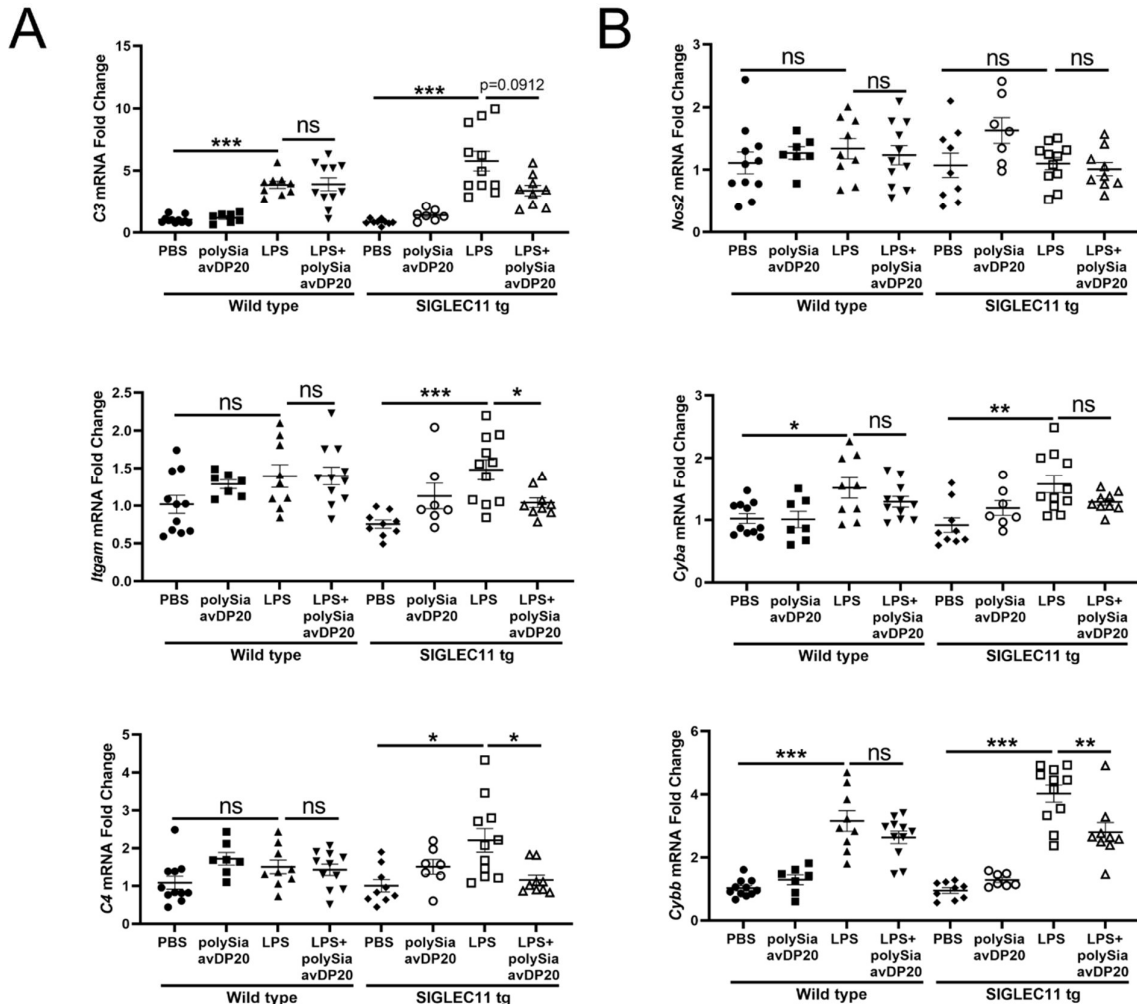 A
C3 mRNA Fold Change
15
10
5
0
*** ns *** p=0.0912
PBS polySia avDP20 LPS LPS+ polySia avDP20 PBS polySia avDP20 LPS LPS+ polySia avDP20
Wild type SIGLEC11 tg
Itgam mRNA Fold Change
2.5
2.0
1.5
1.0
0.5
0.0
ns ns *** *
PBS polySia avDP20 LPS LPS+ polySia avDP20 PBS polySia avDP20 LPS LPS+ polySia avDP20
Wild type SIGLEC11 tg
C4 mRNA Fold Change
5
4
3
2
1
0
ns ns * *
PBS polySia avDP20 LPS LPS+ polySia avDP20 PBS polySia avDP20 LPS LPS+ polySia avDP20
Wild type SIGLEC11 tg
B
Nos2 mRNA Fold Change
3
2
1
0
ns ns ns ns
PBS polySia avDP20 LPS LPS+ polySia avDP20 PBS polySia avDP20 LPS LPS+ polySia avDP20
Wild type SIGLEC11 tg
Cyba mRNA Fold Change
3
2
1
0
* ns ** ns
PBS polySia avDP20 LPS LPS+ polySia avDP20 PBS polySia avDP20 LPS LPS+ polySia avDP20
Wild type SIGLEC11 tg
Cybb mRNA Fold Change
6
4
2
0
*** ns *** **
PBS polySia avDP20 LPS LPS+ polySia avDP20 PBS polySia avDP20 LPS LPS+ polySia avDP20
Wild type SIGLEC11 tg